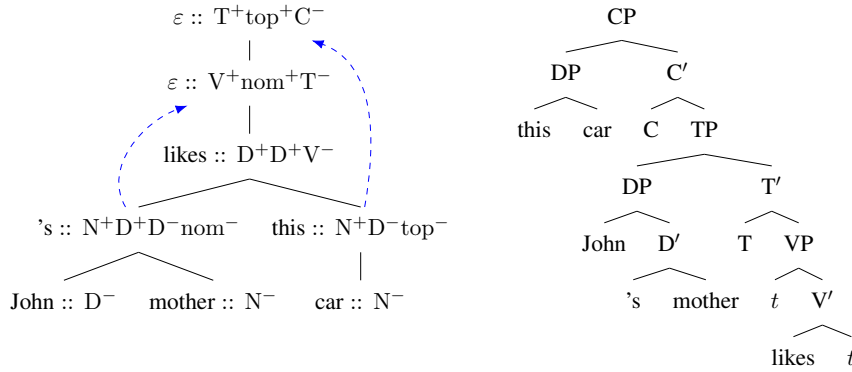 ε :: T⁺top⁺C⁻
ε :: V⁺nom⁺T⁻
likes :: D⁺D⁺V⁻
's :: N⁺D⁺D⁻nom⁻ this :: N⁺D⁻top⁻
John :: D⁻ mother :: N⁻ car :: N⁻
CP
DP C′
this car C TP
DP T′
John D′ T VP
's mother t V′
likes t